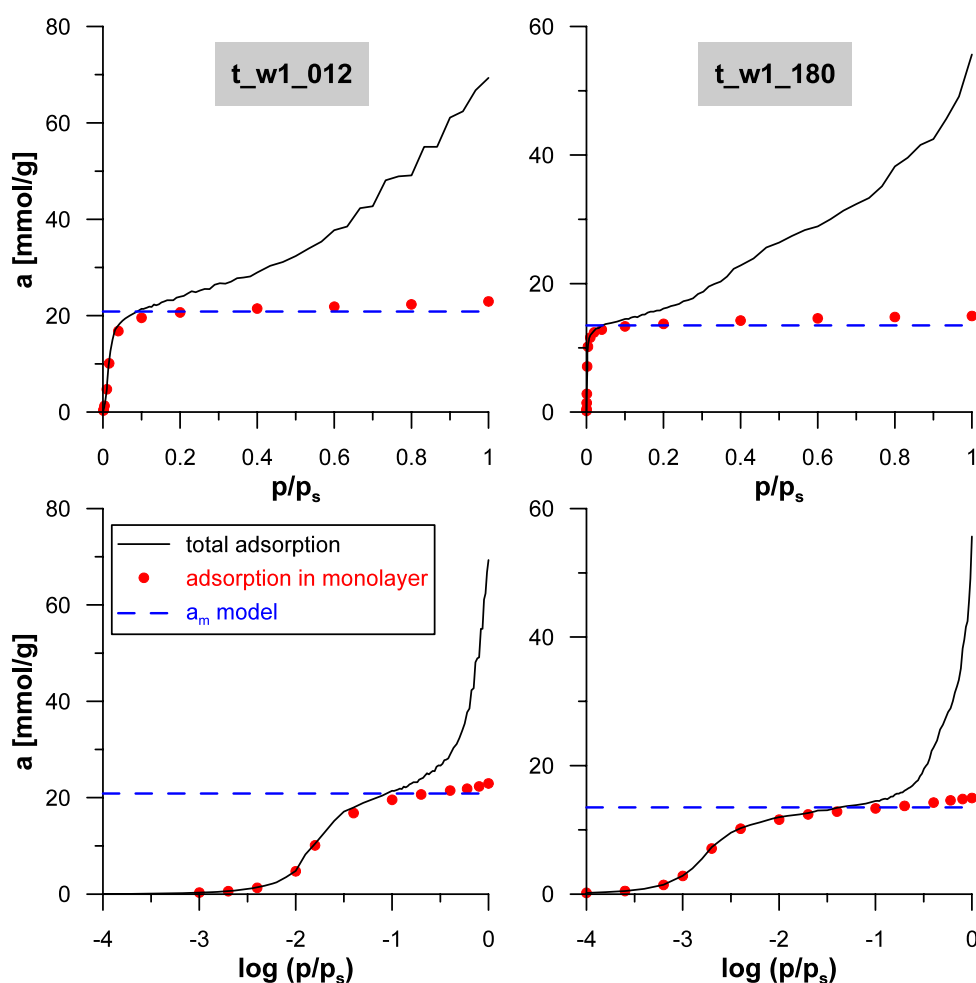 t_w1_012
t_w1_180
a [mmol/g]
80
60
40
20
0
0 0.2 0.4 0.6 0.8 1
p/pₛ
60
40
20
0
0 0.2 0.4 0.6 0.8 1
p/pₛ
total adsorption
adsorption in monolayer
aₘ model
a [mmol/g]
80
60
40
20
0
-4 -3 -2 -1 0
log (p/pₛ)
60
40
20
0
-4 -3 -2 -1 0
log (p/pₛ)